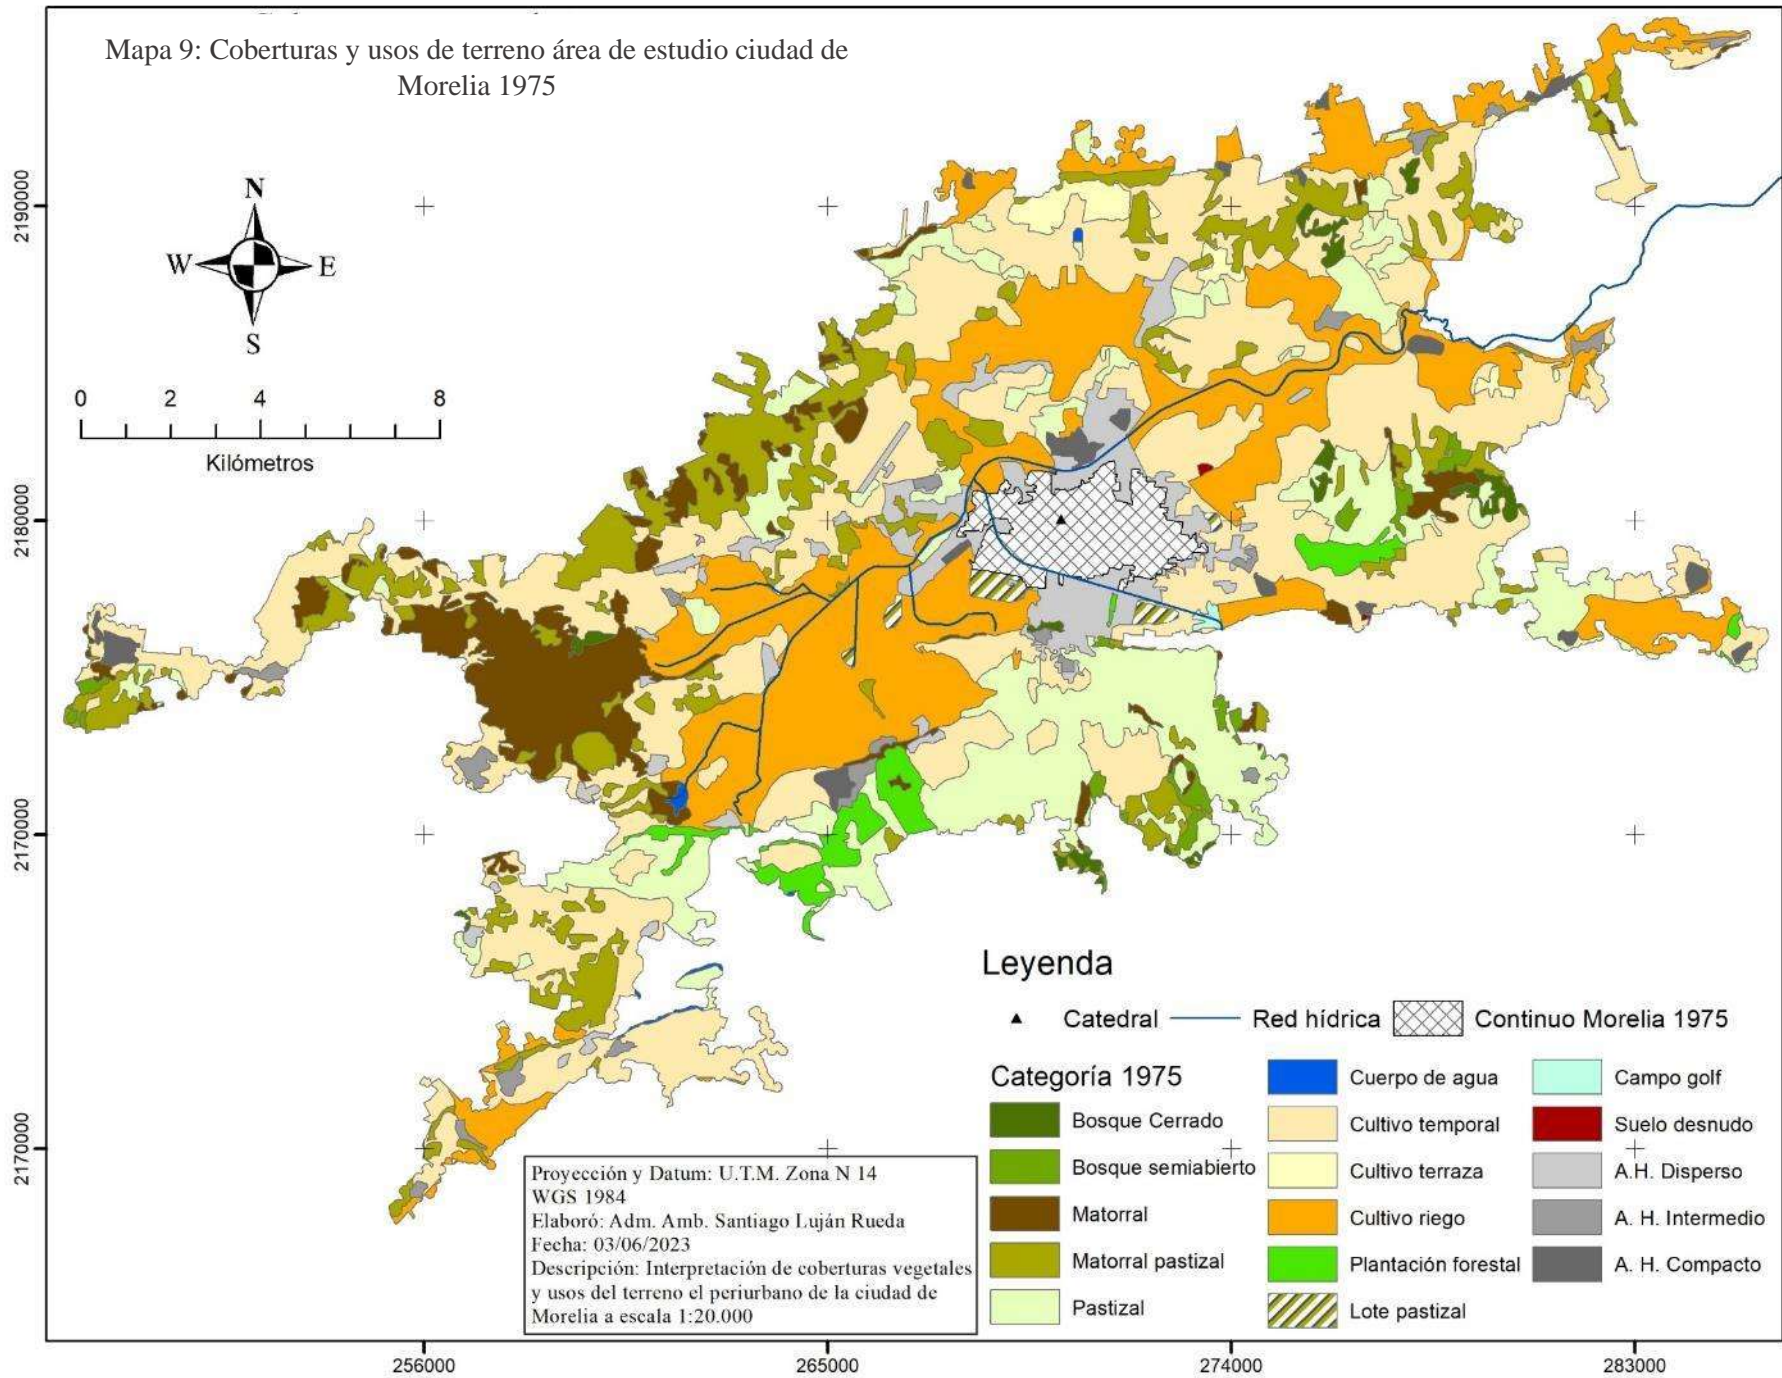 Mapa 9: Coberturas y usos de terreno área de estudio ciudad de
Morelia 1975
N
W E
S
0 2 4 8
Kilómetros
2190000
2180000
2170000
2170000
256000 265000 274000 283000
Leyenda
Catedral Red hídrica Continuo Morelia 1975
Categoría 1975
Bosque Cerrado
Bosque semiabierto
Matorral
Matorral pastizal
Pastizal
Cuerpo de agua
Cultivo temporal
Cultivo terraza
Cultivo riego
Plantación forestal
Lote pastizal
Campo golf
Suelo desnudo
A.H. Disperso
A. H. Intermedio
A. H. Compacto
Proyección y Datum: U.T.M. Zona N 14
WGS 1984
Elaboró: Adm. Amb. Santiago Luján Rueda
Fecha: 03/06/2023
Descripción: Interpretación de coberturas vegetales
y usos del terreno el periurbano de la ciudad de
Morelia a escala 1:20.000